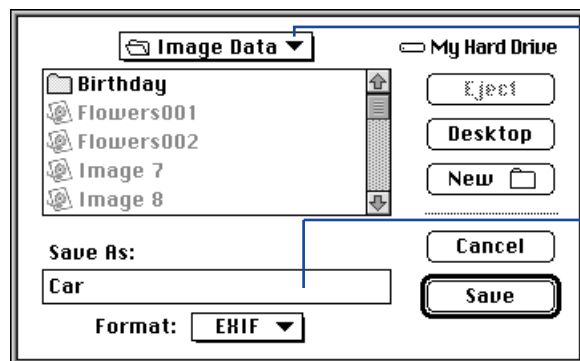 Image Data
My Hard Drive
Birthday
Flowers001
Flowers002
Image 7
Image 8
Eject
Desktop
New
Save As:
Car
Format: EXIF
Cancel
Save